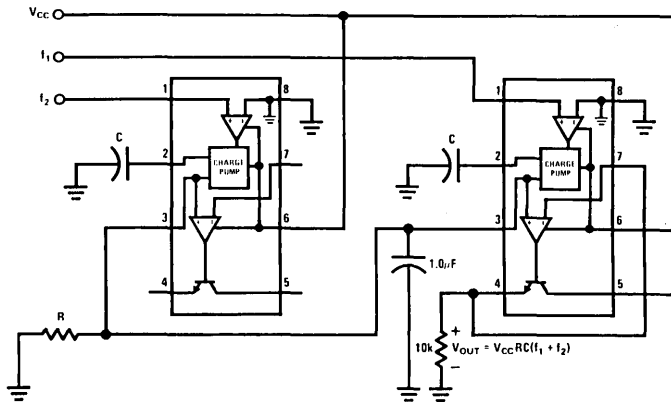 VCC
f1
f2
1
8
C
2
CHARGE PUMP
7
3
6
4
5
R
1
8
C
2
CHARGE PUMP
7
3
6
1.0μF
4
5
10k
+
VOUT = VCCRC(f1 + f2)
−